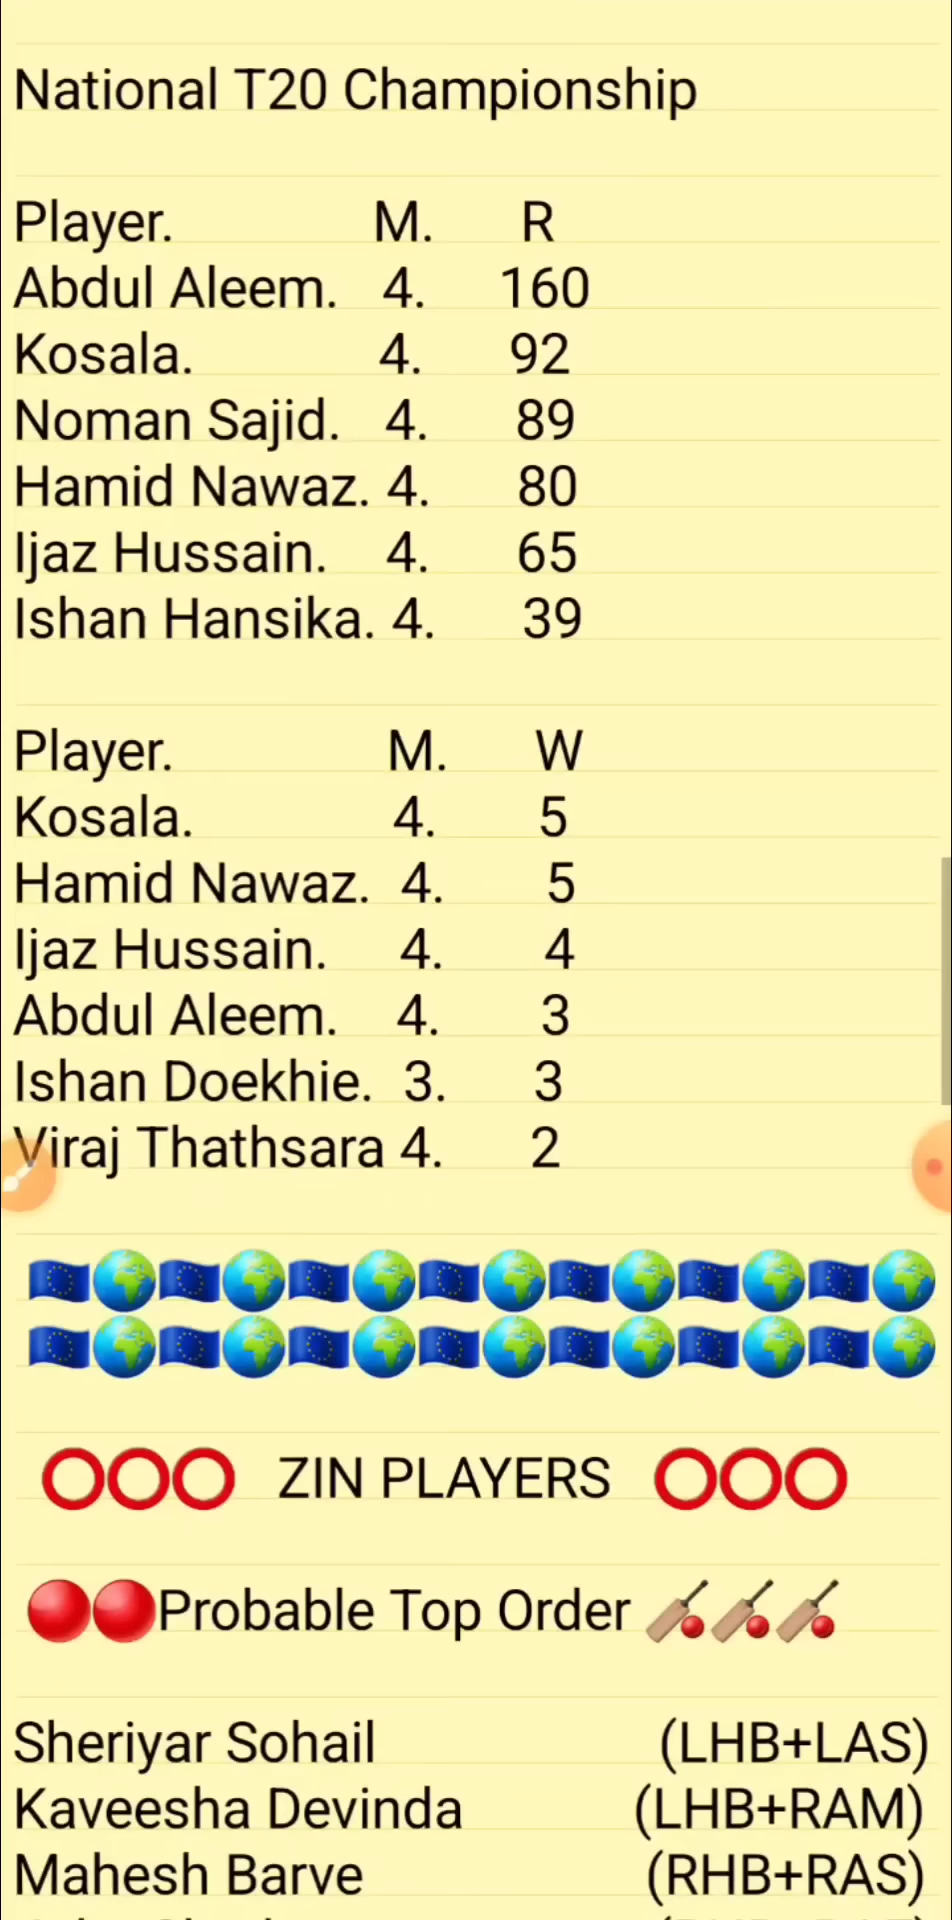 National T20 Championship
Player. M. R
Abdul Aleem. 4. 160
Kosala. 4. 92
Noman Sajid. 4. 89
Hamid Nawaz. 4. 80
Ijaz Hussain. 4. 65
Ishan Hansika. 4. 39
Player. M. W
Kosala. 4. 5
Hamid Nawaz. 4. 5
Ijaz Hussain. 4. 4
Abdul Aleem. 4. 3
Ishan Doekhie. 3. 3
Viraj Thathsara 4. 2
ZIN PLAYERS
Probable Top Order
Sheriyar Sohail (LHB+LAS)
Kaveesha Devinda (LHB+RAM)
Mahesh Barve (RHB+RAS)